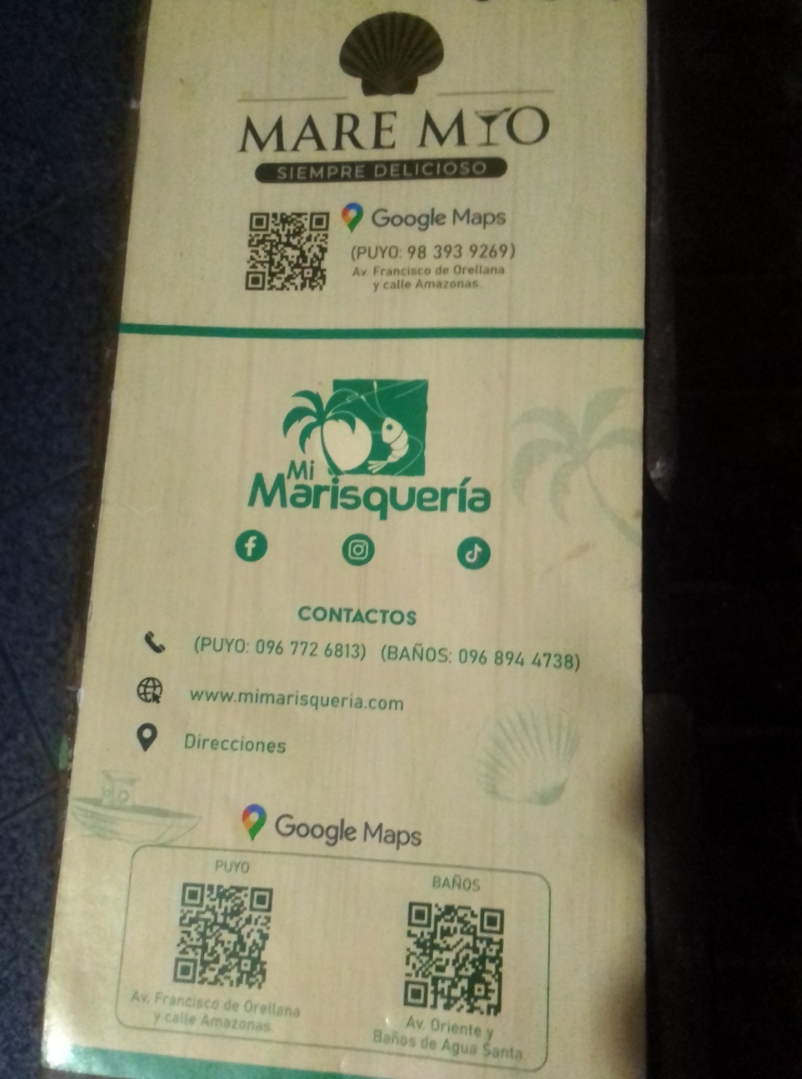 MARE MYO
SIEMPRE DELICIOSO
Google Maps
(PUYO: 98 393 9269)
Av. Francisco de Orellana
y calle Amazonas.
Mi
Marisquería
CONTACTOS
(PUYO: 096 772 6813) (BAÑOS: 096 894 4738)
www.mimarisqueria.com
Direcciones
Google Maps
PUYO
Av. Francisco de Orellana
y calle Amazonas.
BAÑOS
Av. Oriente y
Baños de Agua Santa